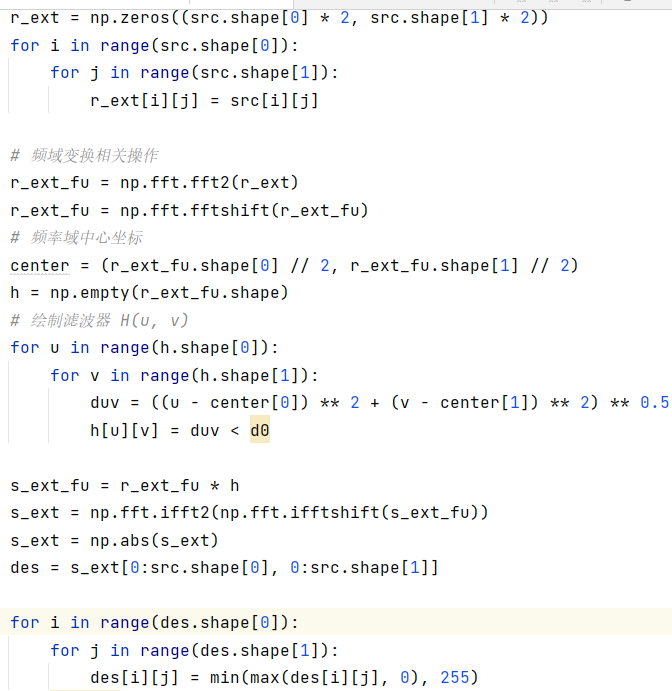 r_ext = np.zeros((src.shape[0] * 2, src.shape[1] * 2))
for i in range(src.shape[0]):
    for j in range(src.shape[1]):
        r_ext[i][j] = src[i][j]

# 频域变换相关操作
r_ext_fu = np.fft.fft2(r_ext)
r_ext_fu = np.fft.fftshift(r_ext_fu)
# 频率域中心坐标
center = (r_ext_fu.shape[0] // 2, r_ext_fu.shape[1] // 2)
h = np.empty(r_ext_fu.shape)
# 绘制滤波器 H(u, v)
for u in range(h.shape[0]):
    for v in range(h.shape[1]):
        duv = ((u - center[0]) ** 2 + (v - center[1]) ** 2) ** 0.5
        h[u][v] = duv < d0

s_ext_fu = r_ext_fu * h
s_ext = np.fft.ifft2(np.fft.ifftshift(s_ext_fu))
s_ext = np.abs(s_ext)
des = s_ext[0:src.shape[0], 0:src.shape[1]]

for i in range(des.shape[0]):
    for j in range(des.shape[1]):
        des[i][j] = min(max(des[i][j], 0), 255)